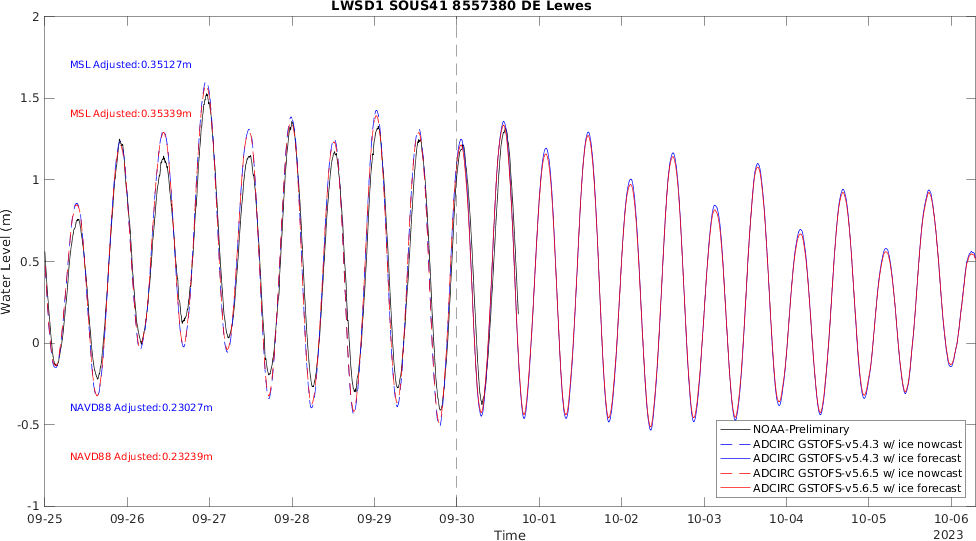 LWSD1 SOUS41 8557380 DE Lewes
2
1.5
1
0.5
0
-0.5
-1
Water Level (m)
MSL Adjusted:0.35127m
MSL Adjusted:0.35339m
NAVD88 Adjusted:0.23027m
NAVD88 Adjusted:0.23239m
NOAA-Preliminary
ADCIRC GSTOFS-v5.4.3 w/ ice nowcast
ADCIRC GSTOFS-v5.4.3 w/ ice forecast
ADCIRC GSTOFS-v5.6.5 w/ ice nowcast
ADCIRC GSTOFS-v5.6.5 w/ ice forecast
09-25 09-26 09-27 09-28 09-29 09-30 10-01 10-02 10-03 10-04 10-05 10-06
Time
2023